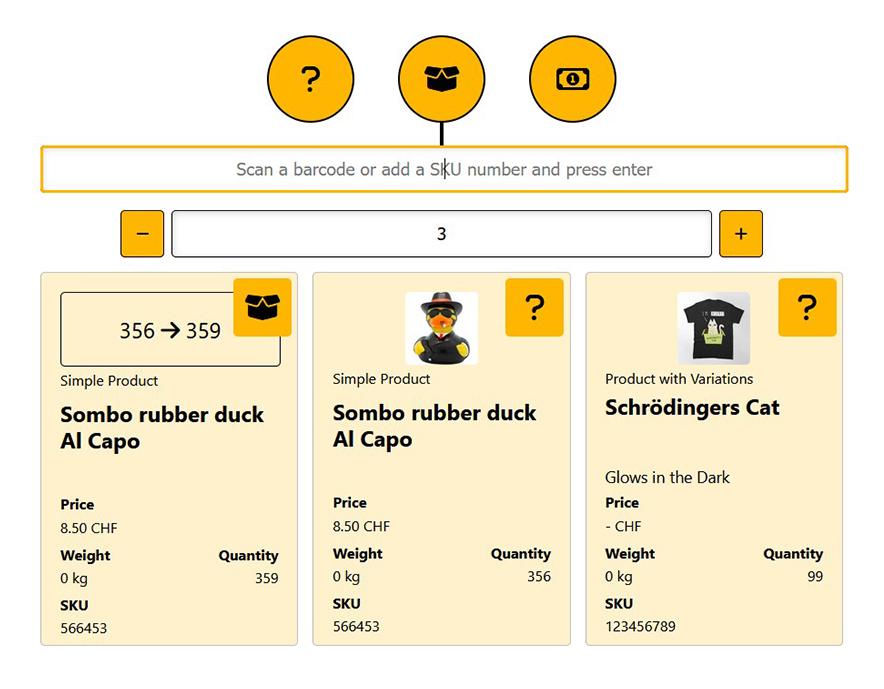 ?
1
Scan a barcode or add a SKU number and press enter
−
3
+
356 → 359
Simple Product
Sombo rubber duck
Al Capo
Price
8.50 CHF
Weight Quantity
0 kg 359
SKU
566453
?
Simple Product
Sombo rubber duck
Al Capo
Price
8.50 CHF
Weight Quantity
0 kg 356
SKU
566453
?
Product with Variations
Schrödingers Cat
Glows in the Dark
Price
- CHF
Weight Quantity
0 kg 99
SKU
123456789